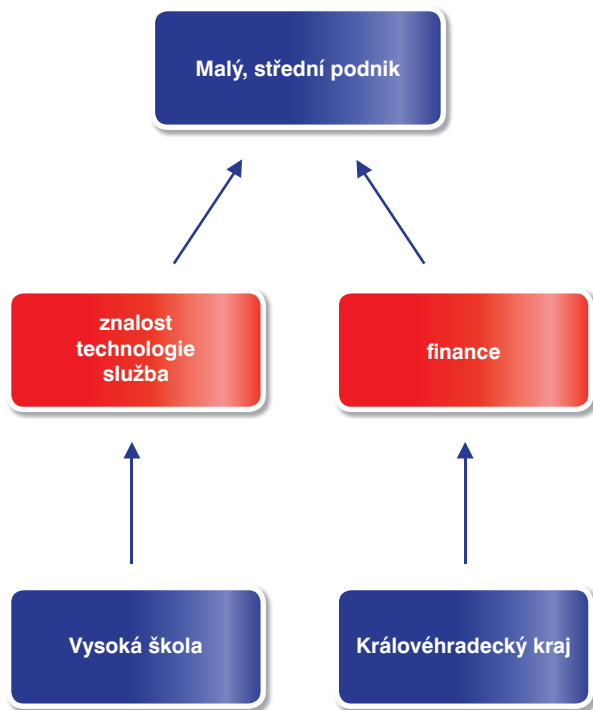 Malý, střední podnik
znalost
technologie
služba
finance
Vysoká škola
Královéhradecký kraj